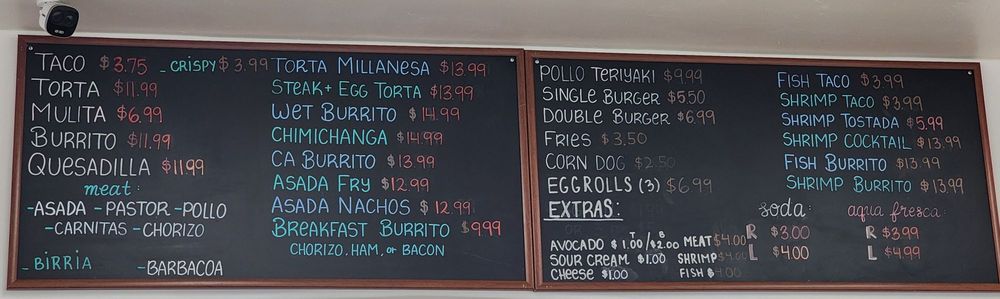 TACO $3.75 - CRISPY $3.99
TORTA $11.99
MULITA $6.99
BURRITO $11.99
QUESADILLA $11.99
meat:
-ASADA -PASTOR -POLLO
-CARNITAS -CHORIZO
-BIRRIA -BARBACOA
TORTA MILLANESA $13.99
STEAK + EGG TORTA $13.99
WET BURRITO $14.99
CHIMICHANGA $14.99
CA BURRITO $13.99
ASADA FRY $12.99
ASADA NACHOS $12.99
BREAKFAST BURRITO $9.99
CHORIZO, HAM, or BACON
POLLO TERIYAKI $9.99
SINGLE BURGER $5.50
DOUBLE BURGER $6.99
FRIES $3.50
CORN DOG $2.50
EGGROLLS (3) $6.99
EXTRAS:
T B
AVOCADO $1.00/$2.00 MEAT $4.00
SOUR CREAM $1.00 SHRIMP $4.00
CHEESE $1.00 FISH $4.00
FISH TACO $3.99
SHRIMP TACO $3.99
SHRIMP TOSTADA $5.99
SHRIMP COCKTAIL $13.99
FISH BURRITO $13.99
SHRIMP BURRITO $13.99
soda:
R $3.00
L $4.00
aqua fresca:
R $3.99
L $4.99